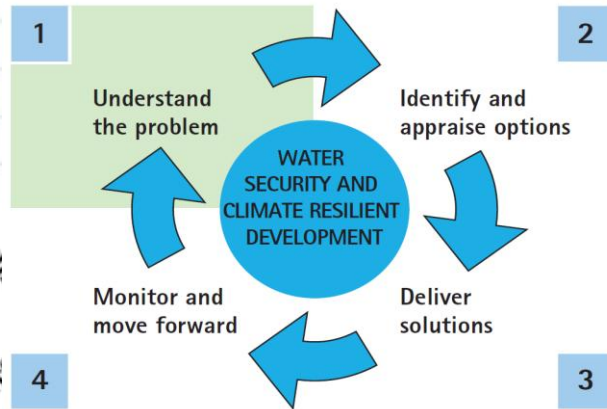 1
Understand
the problem
2
Identify and
appraise options
WATER
SECURITY AND
CLIMATE RESILIENT
DEVELOPMENT
Monitor and
move forward
4
Deliver
solutions
3